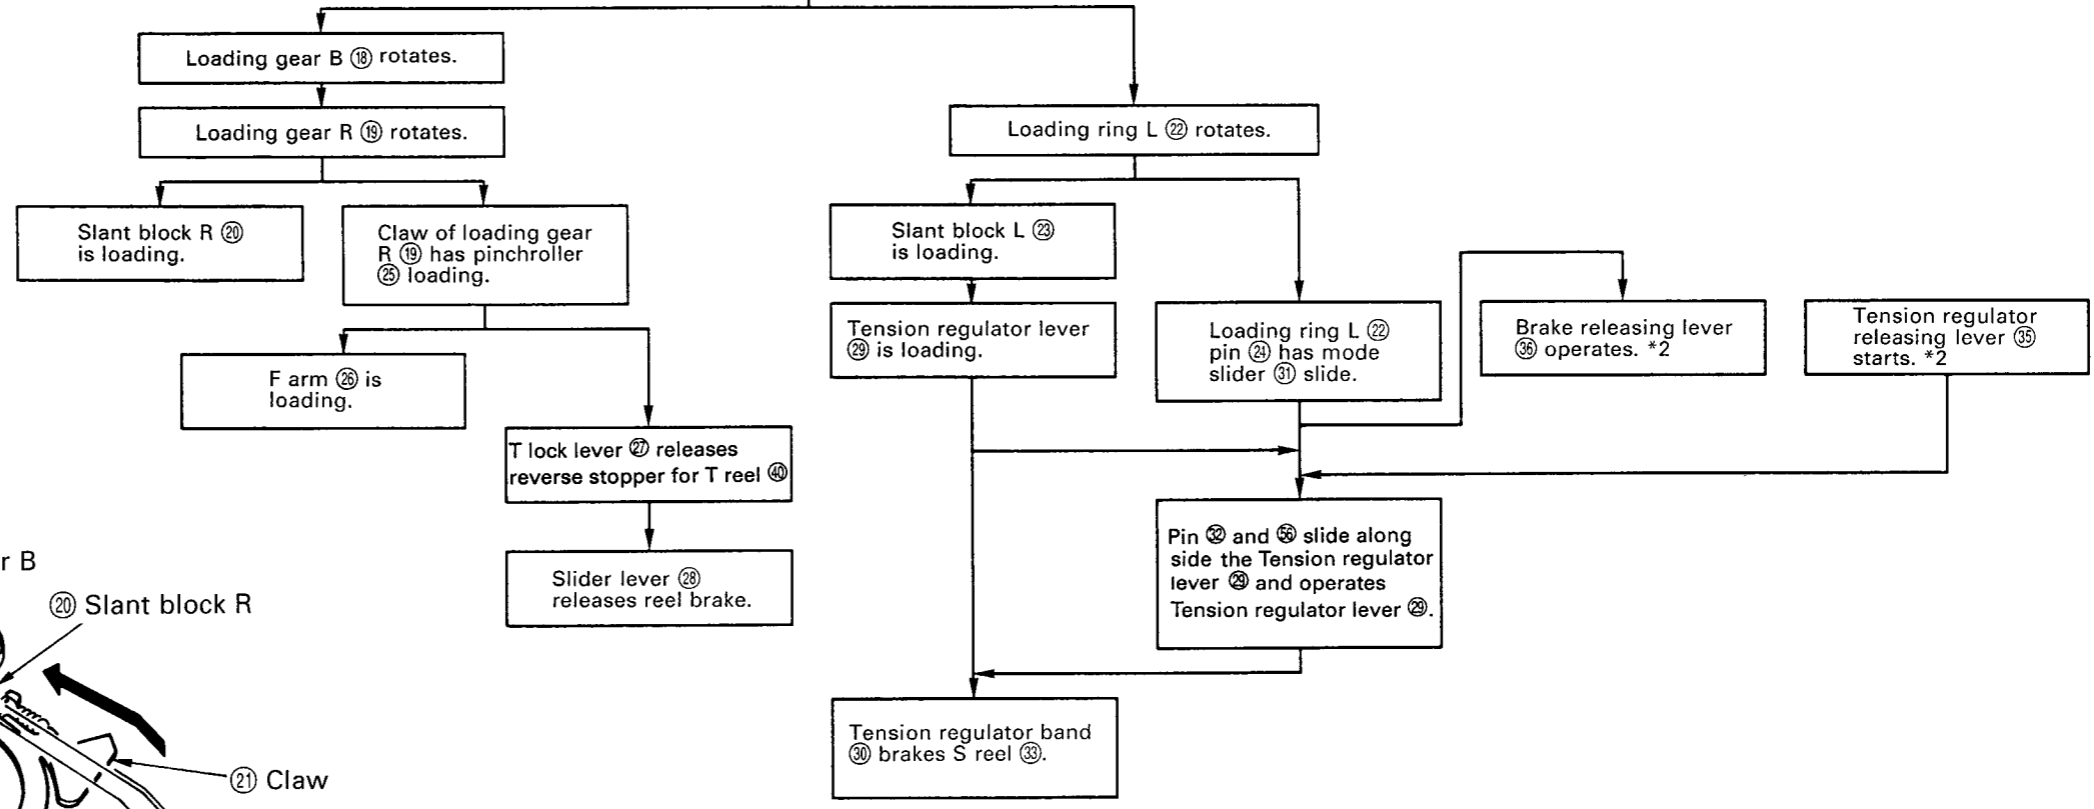 Loading gear B ⑱ rotates.
Loading gear R ⑲ rotates.
Loading ring L ㉒ rotates.
Slant block R ⑳
is loading.
Claw of loading gear
R ⑲ has pinchroller
㉕ loading.
Slant block L ㉓
is loading.
Tension regulator lever
㉙ is loading.
Loading ring L ㉒
pin ㉔ has mode
slider ㉛ slide.
Brake releasing lever
㊱ operates. *2
Tension regulator
releasing lever ㉟
starts. *2
F arm ㉖ is
loading.
T lock lever ㉗ releases
reverse stopper for T reel ㊵
Slider lever ㉘
releases reel brake.
Pin ㉜ and 56 slide along
side the Tension regulator
lever ㉙ and operates
Tension regulator lever ㉙.
Tension regulator band
㉚ brakes S reel ㉝.
r B
⑳ Slant block R
㉑ Claw